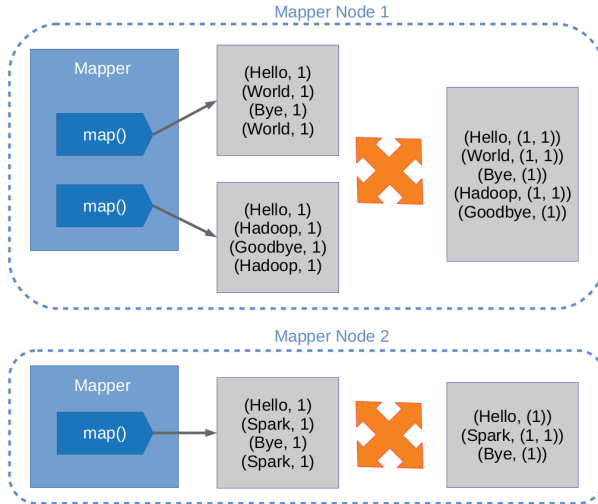 Mapper Node 1
Mapper
map()
map()
(Hello, 1)
(World, 1)
(Bye, 1)
(World, 1)
(Hello, 1)
(Hadoop, 1)
(Goodbye, 1)
(Hadoop, 1)
(Hello, (1, 1))
(World, (1, 1))
(Bye, (1))
(Hadoop, (1, 1))
(Goodbye, (1))
Mapper Node 2
Mapper
map()
(Hello, 1)
(Spark, 1)
(Bye, 1)
(Spark, 1)
(Hello, (1))
(Spark, (1, 1))
(Bye, (1))